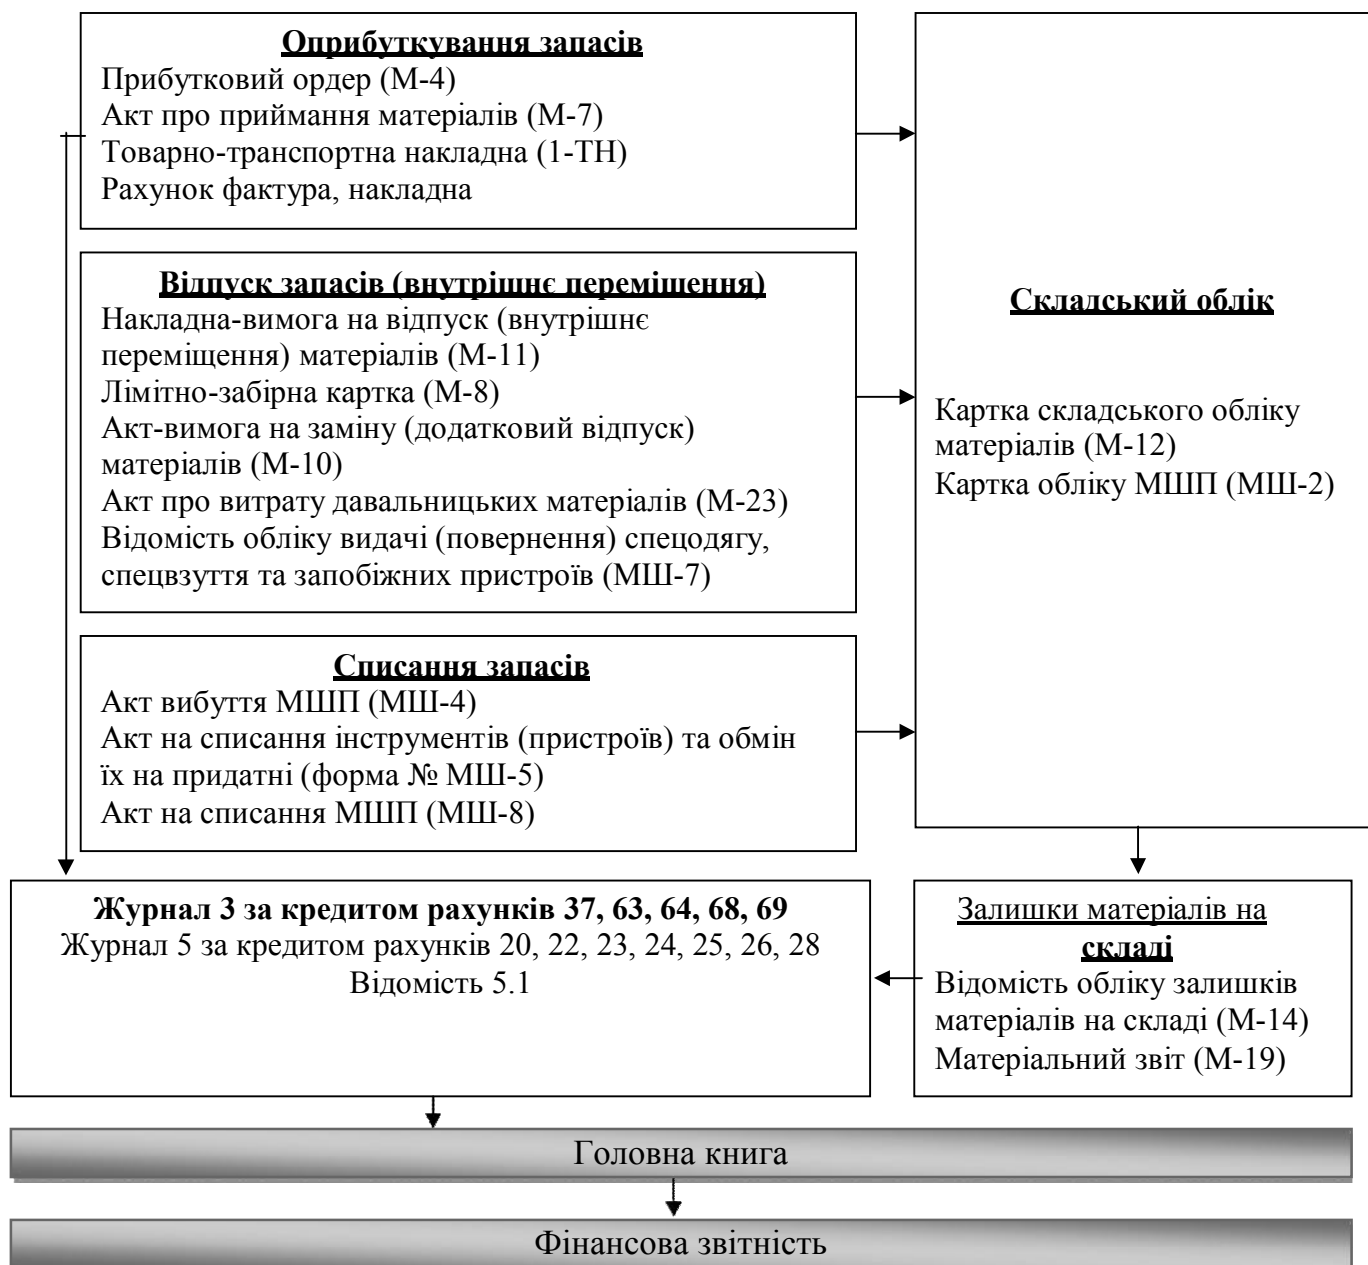 Оприбуткування запасів
Прибутковий ордер (М-4)
Акт про приймання матеріалів (М-7)
Товарно-транспортна накладна (1-ТН)
Рахунок фактура, накладна
Відпуск запасів (внутрішнє переміщення)
Накладна-вимога на відпуск (внутрішнє
переміщення) матеріалів (М-11)
Лімітно-забірна картка (М-8)
Акт-вимога на заміну (додатковий відпуск)
матеріалів (М-10)
Акт про витрату давальницьких матеріалів (М-23)
Відомість обліку видачі (повернення) спецодягу,
спецвзуття та запобіжних пристроїв (МШ-7)
Списання запасів
Акт вибуття МШП (МШ-4)
Акт на списання інструментів (пристроїв) та обмін
їх на придатні (форма № МШ-5)
Акт на списання МШП (МШ-8)
Складський облік
Картка складського обліку
матеріалів (М-12)
Картка обліку МШП (МШ-2)
Журнал 3 за кредитом рахунків 37, 63, 64, 68, 69
Журнал 5 за кредитом рахунків 20, 22, 23, 24, 25, 26, 28
Відомість 5.1
Залишки матеріалів на
складі
Відомість обліку залишків
матеріалів на складі (М-14)
Матеріальний звіт (М-19)
Головна книга
Фінансова звітність